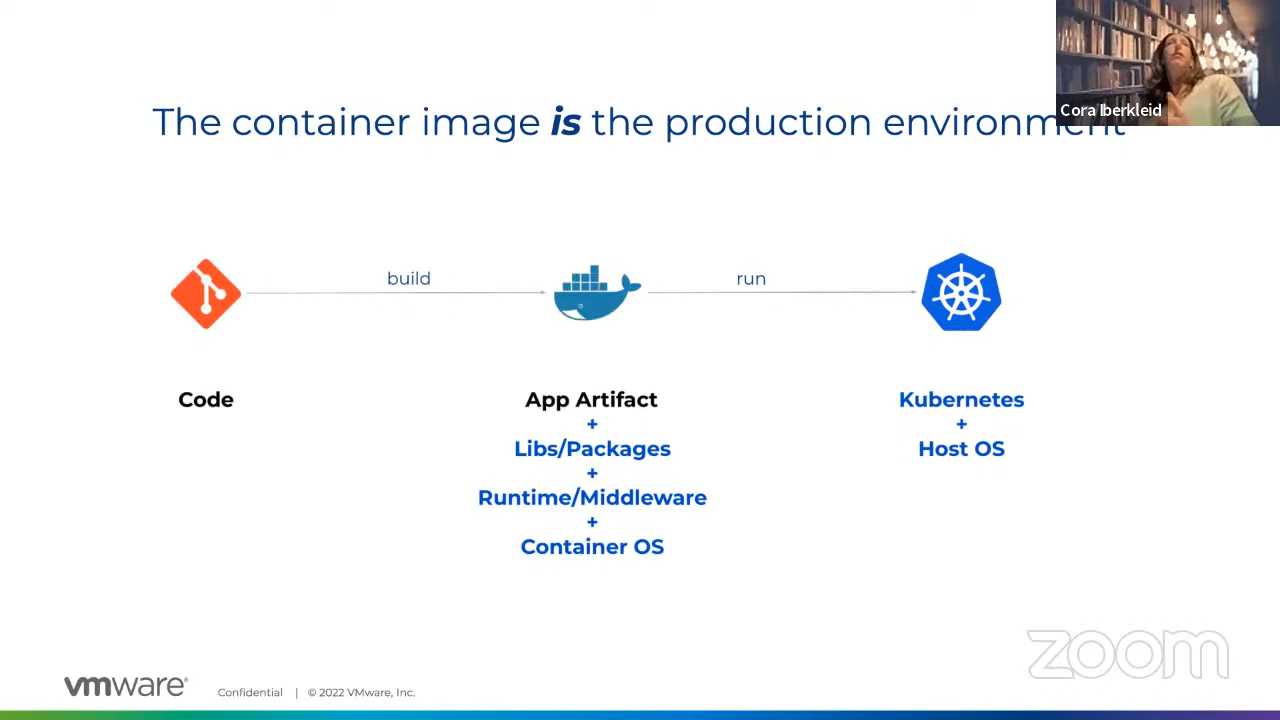 The container image is the production environment
Cora Iberkleid
build
run
Code
App Artifact
+
Libs/Packages
+
Runtime/Middleware
+
Container OS
Kubernetes
+
Host OS
zoom
vmware®
Confidential | © 2022 VMware, Inc.